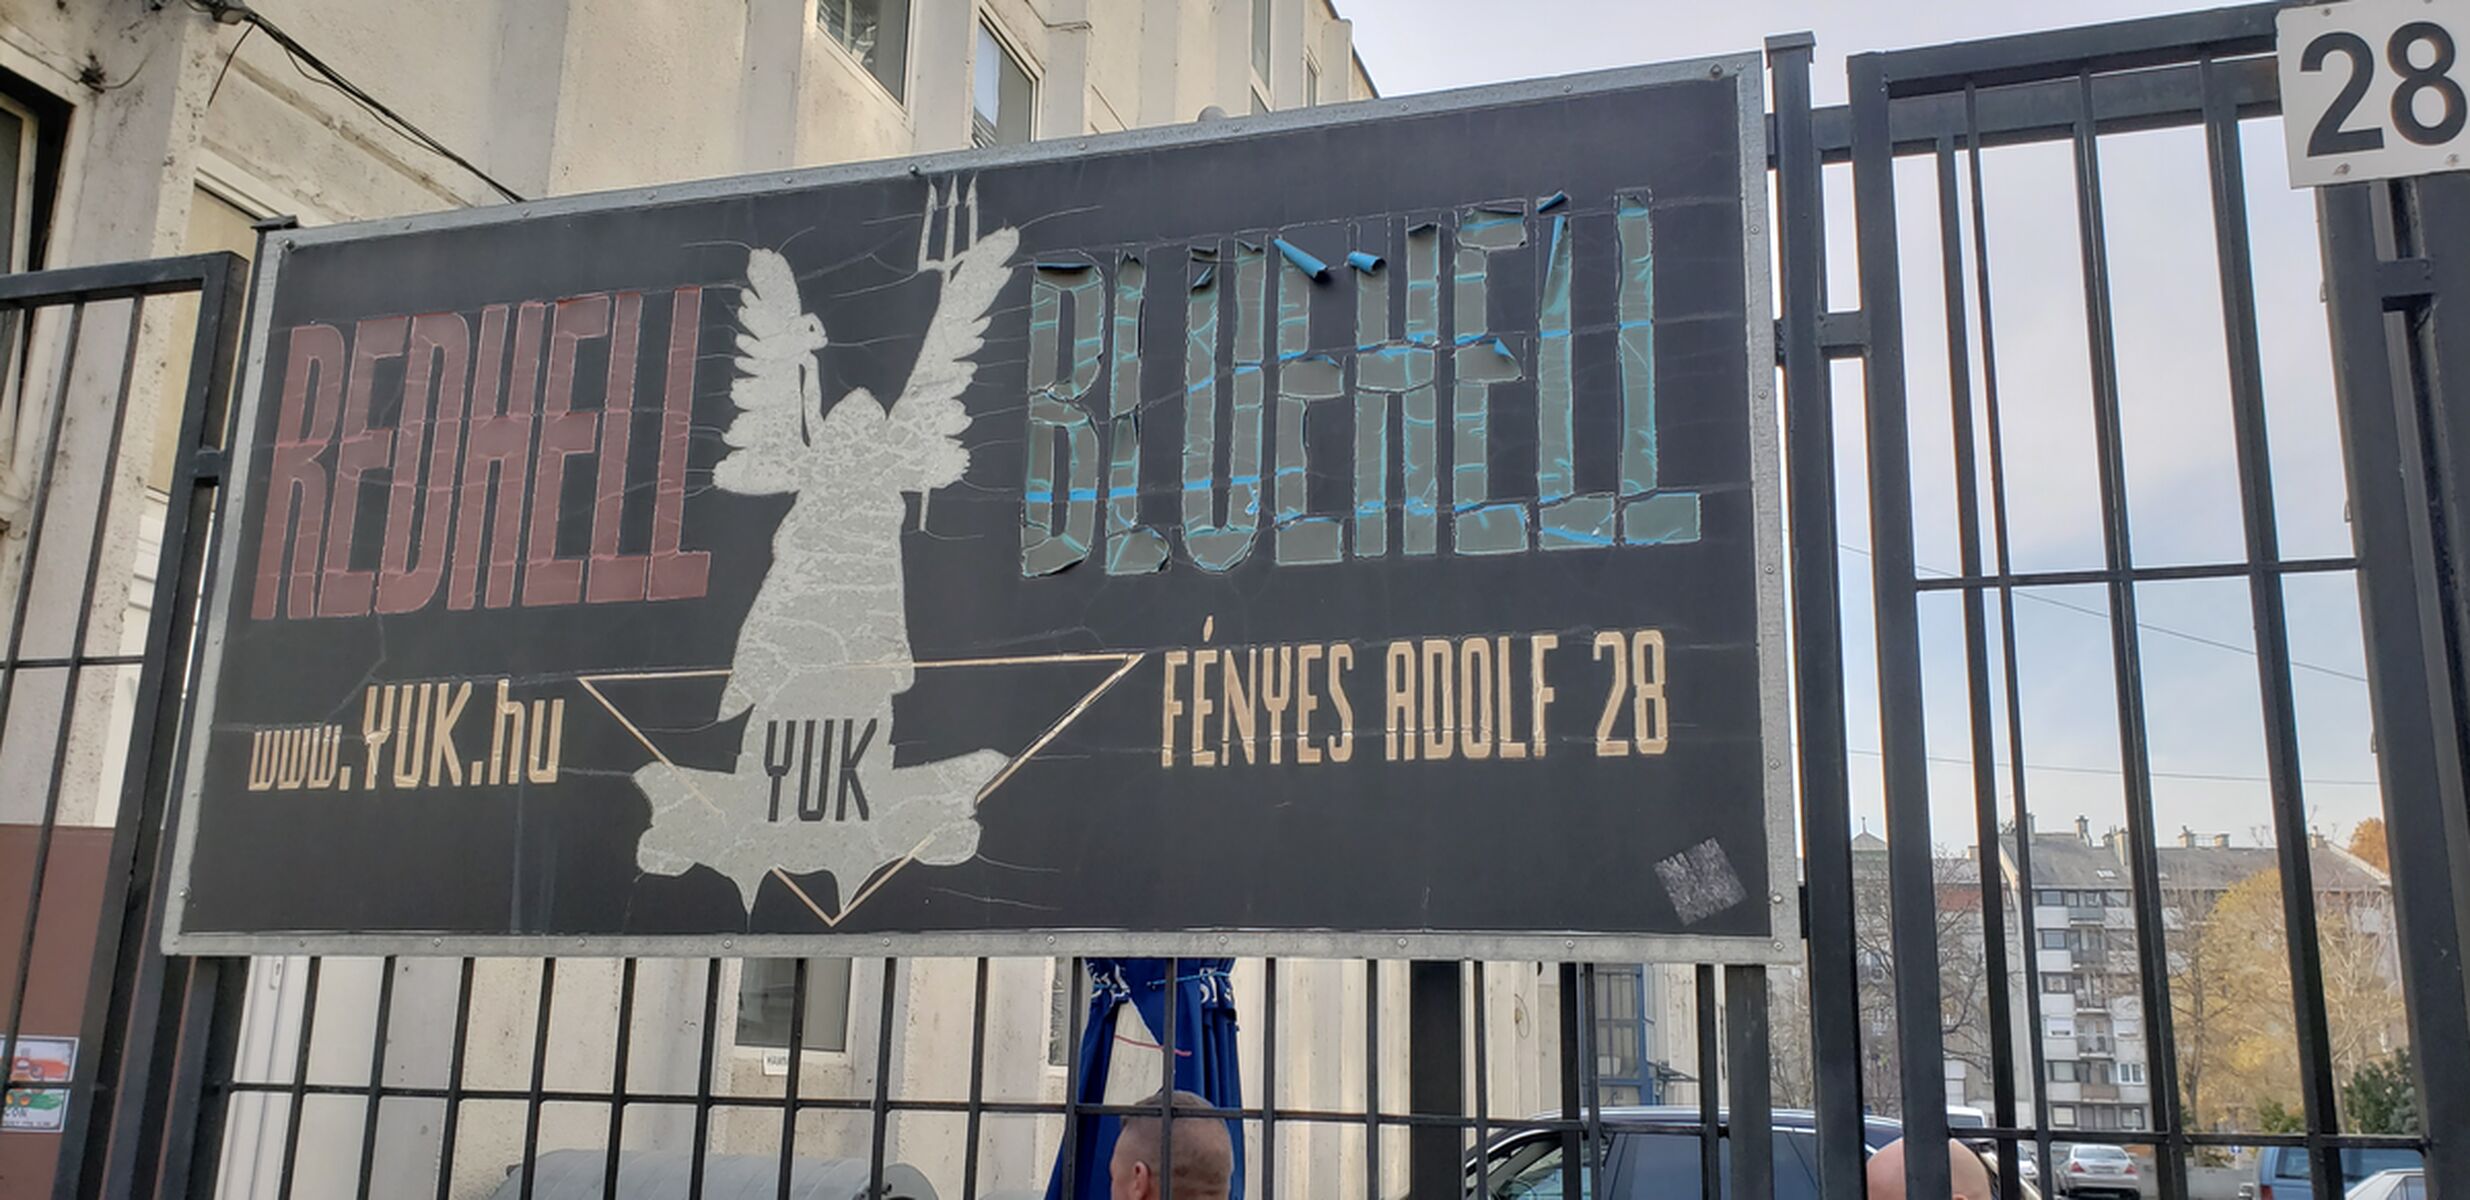 28
REDHELL
BLUEHELL
www.YUK.hu
YUK
FÉNYES ADOLF 28